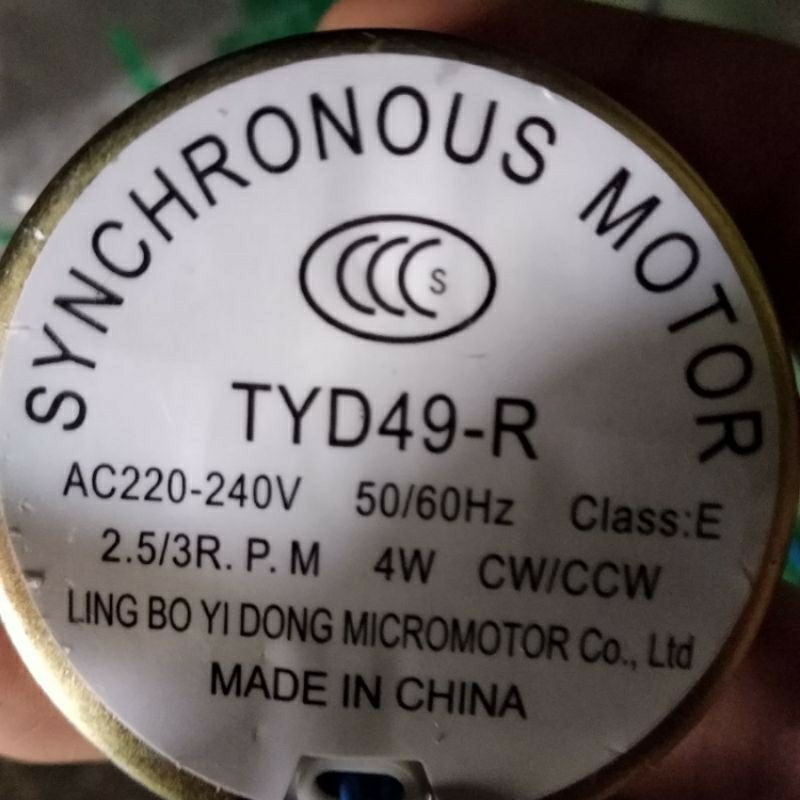 SYNCHRONOUS MOTOR
CCC S
TYD49-R
AC220-240V 50/60Hz Class:E
2.5/3R. P. M 4W CW/CCW
LING BO YI DONG MICROMOTOR Co., Ltd
MADE IN CHINA